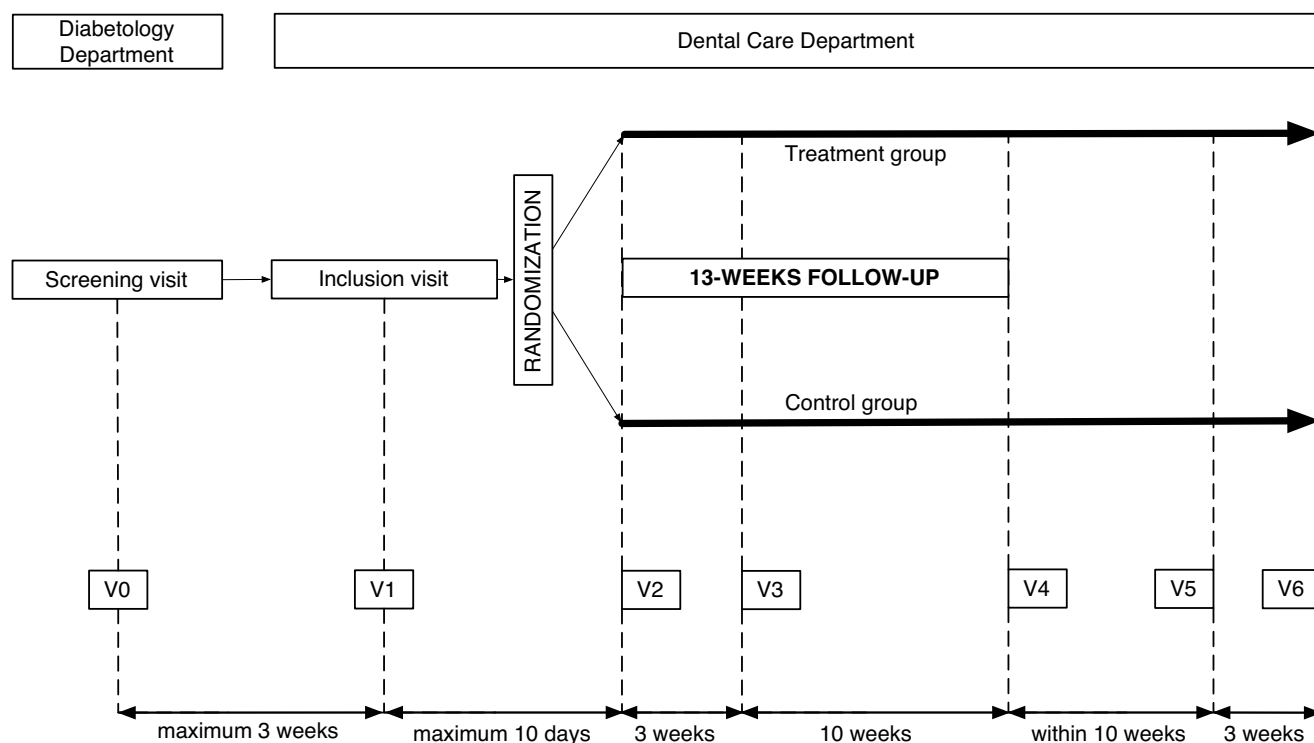 Diabetology
Department
Dental Care Department
Treatment group
RANDOMIZATION
Screening visit
Inclusion visit
13-WEEKS FOLLOW-UP
Control group
V0
V1
V2
V3
V4
V5
V6
maximum 3 weeks
maximum 10 days
3 weeks
10 weeks
within 10 weeks
3 weeks